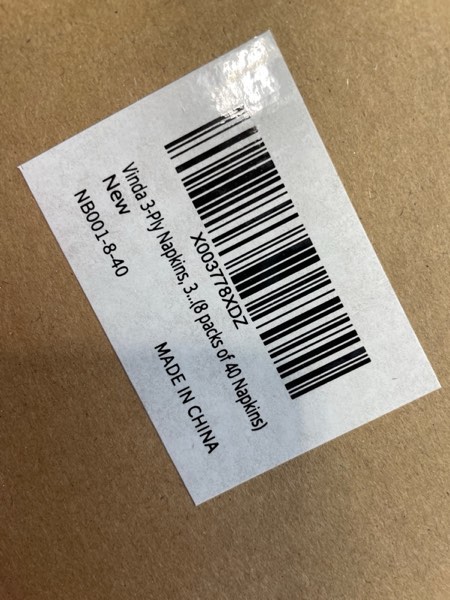 X003778XDZ
Vinda 3-Ply Napkins, 3...(8 packs of 40 Napkins)
New
NB001-8-40
MADE IN CHINA